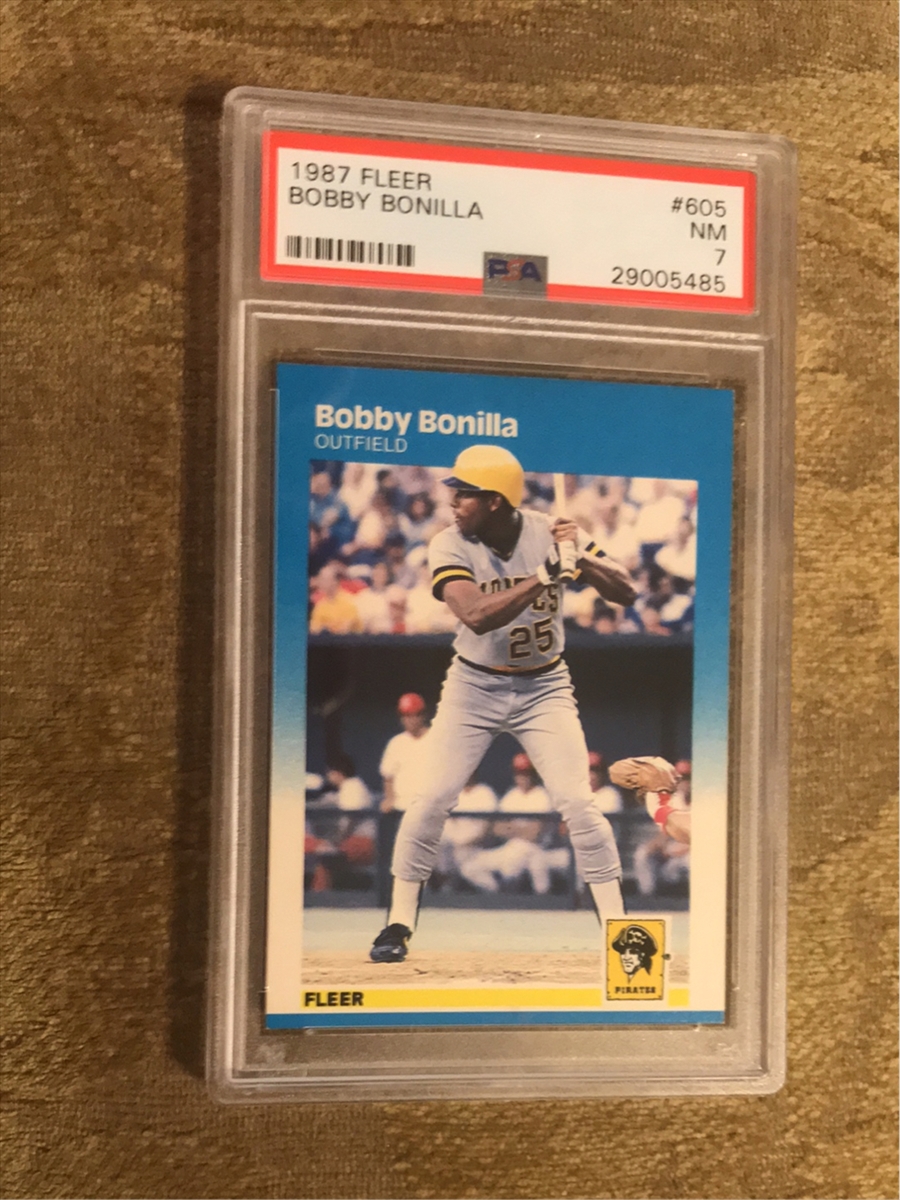 1987 FLEER
BOBBY BONILLA
#605
NM
7
PSA
29005485
Bobby Bonilla
OUTFIELD
25
FLEER
PIRATES